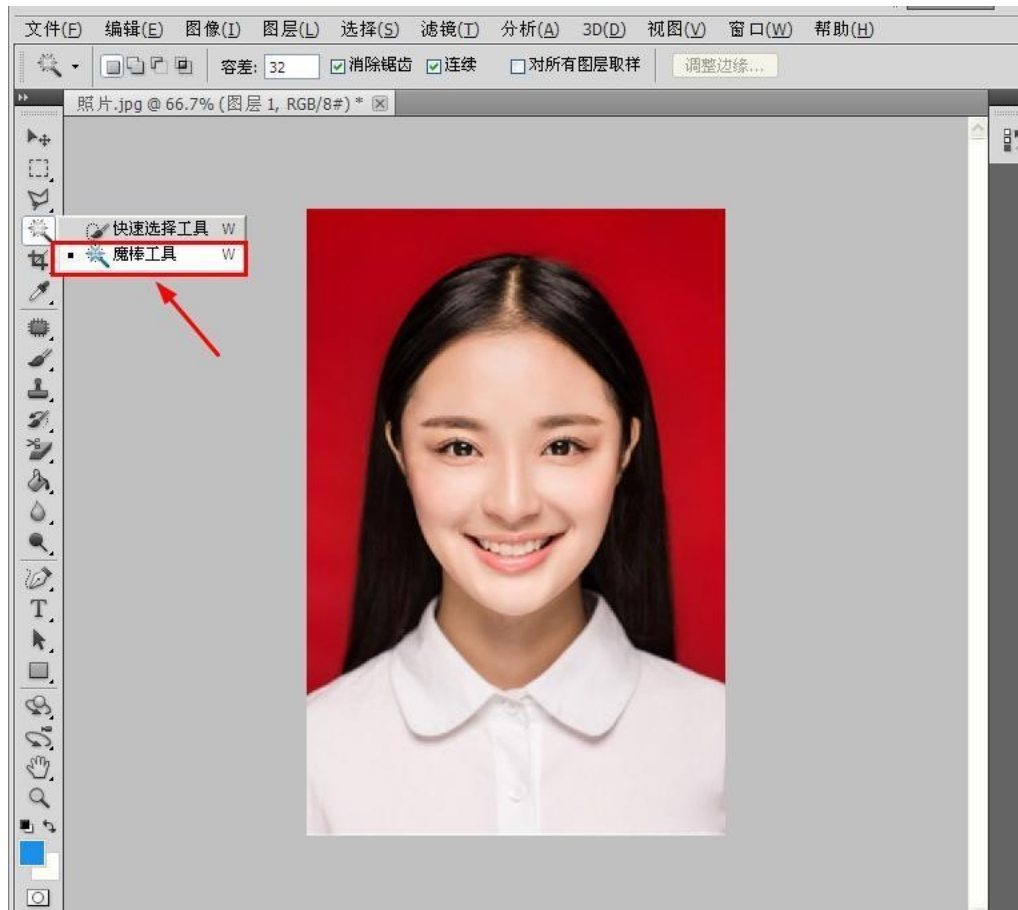 文件(F) 编辑(E) 图像(I) 图层(L) 选择(S) 滤镜(T) 分析(A) 3D(D) 视图(V) 窗口(W) 帮助(H)
容差: 32 消除锯齿 连续 对所有图层取样 调整边缘...
照片.jpg @ 66.7% (图层 1, RGB/8#) *
快速选择工具 W
魔棒工具 W